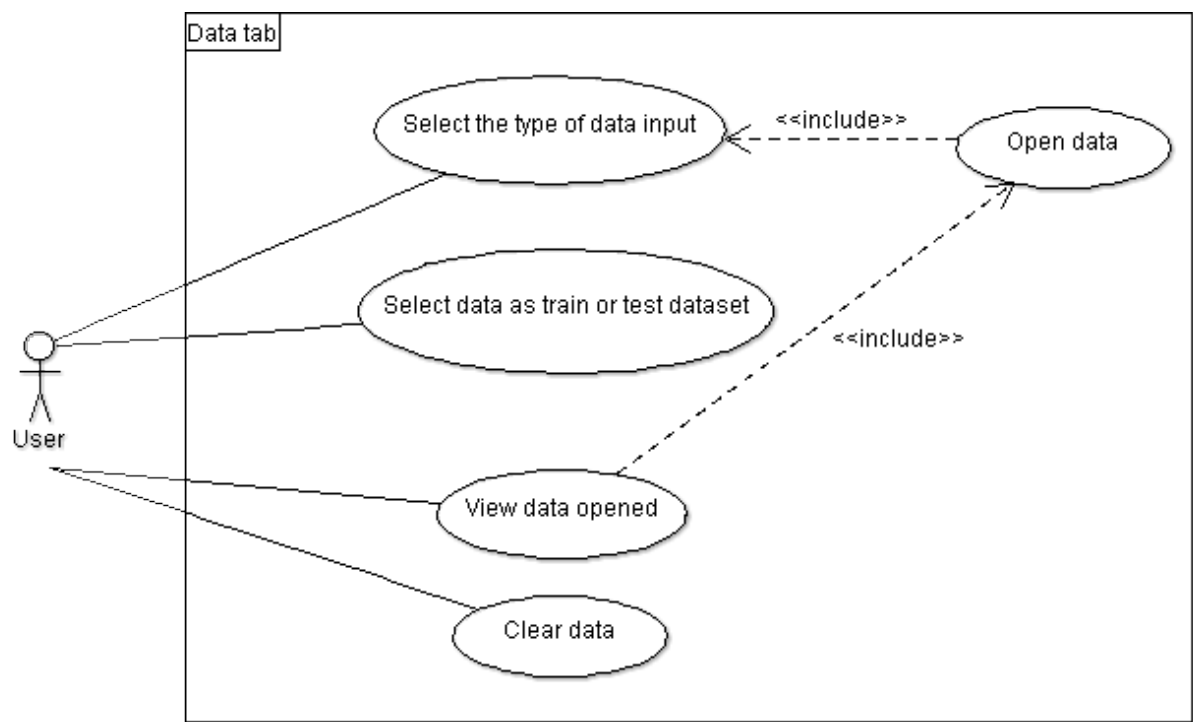 Data tab
Select the type of data input
<<include>>
Open data
Select data as train or test dataset
<<include>>
User
View data opened
Clear data